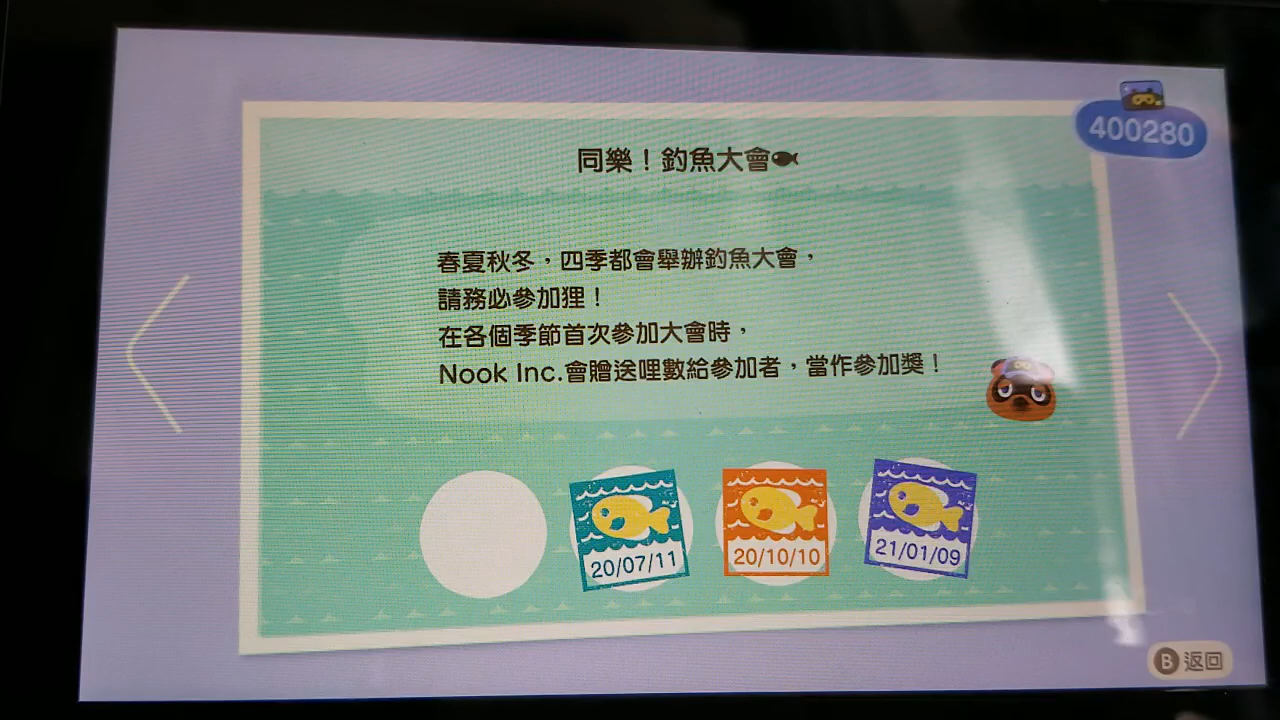 400280
同樂！釣魚大會
春夏秋冬，四季都會舉辦釣魚大會，
請務必參加狸！
在各個季節首次參加大會時，
Nook Inc.會贈送哩數給參加者，當作參加獎！
20/07/11
20/10/10
21/01/09
B 返回